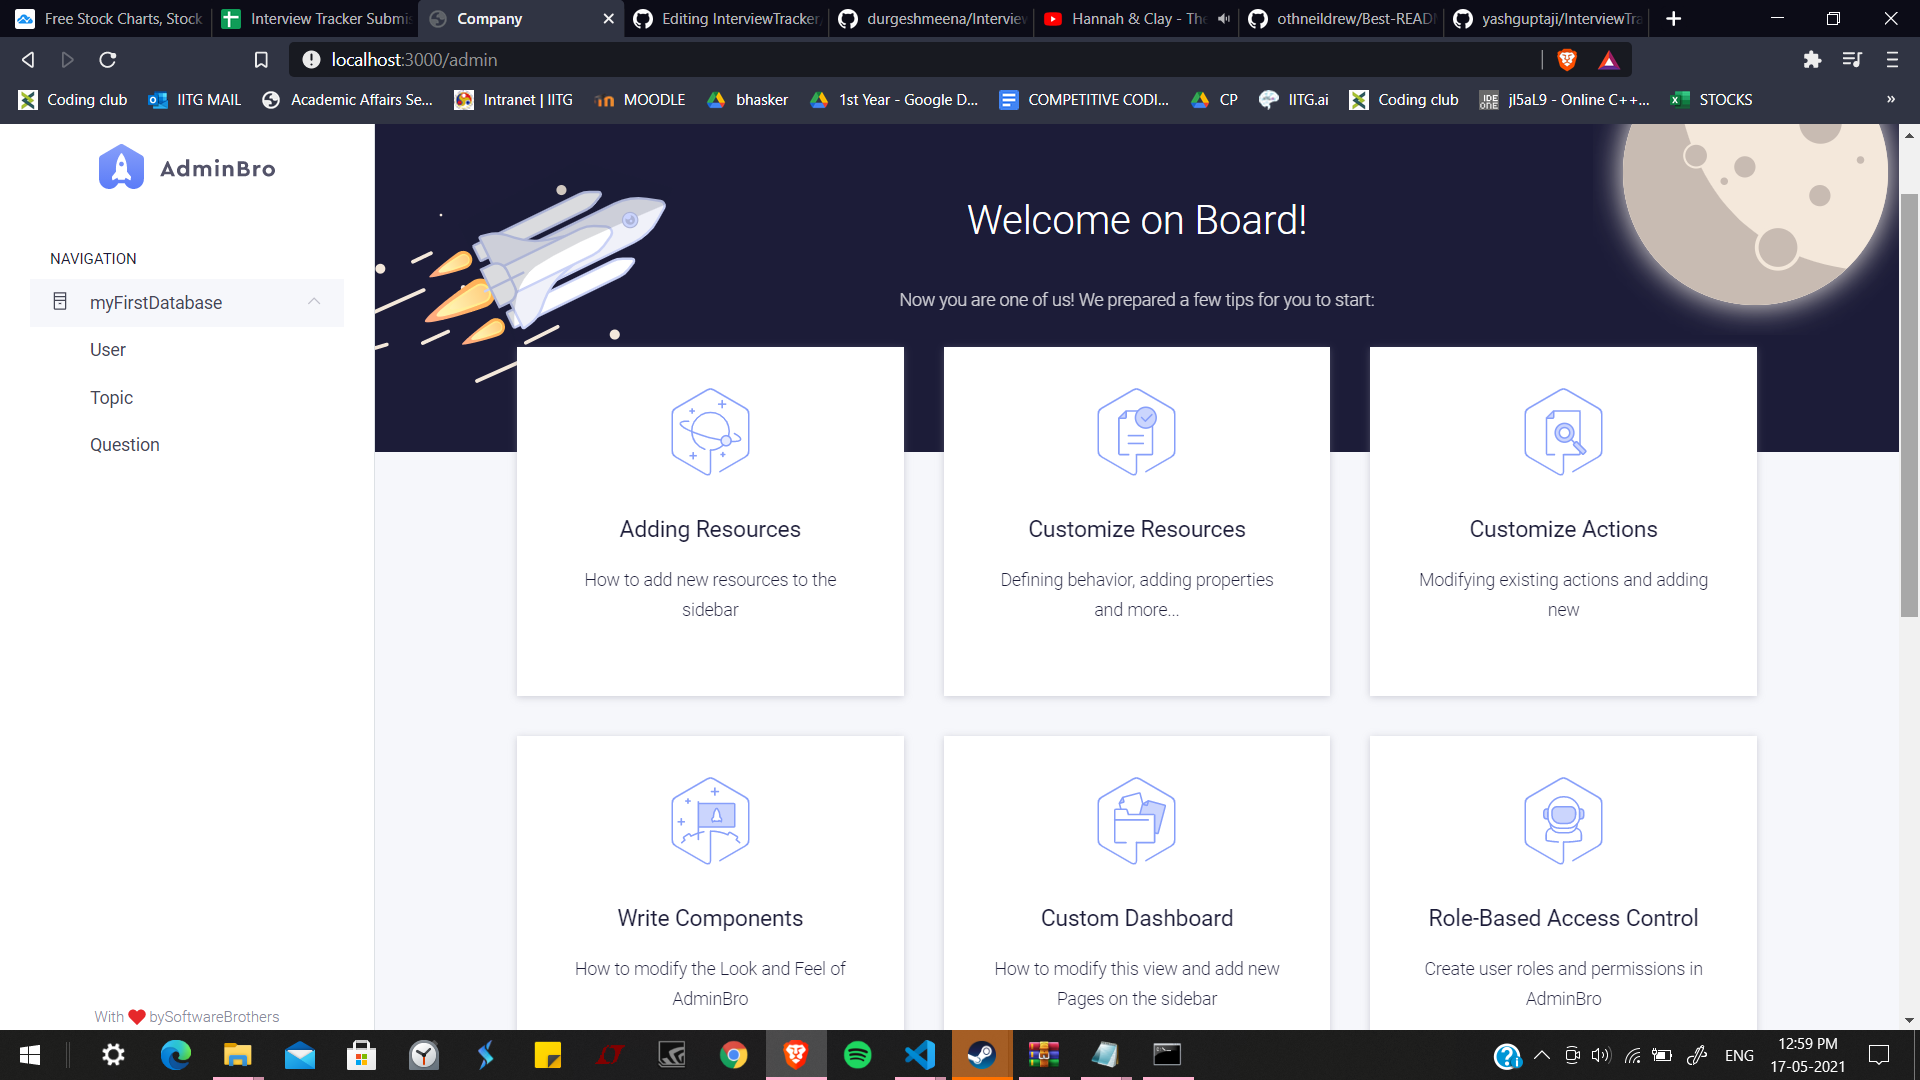 Free Stock Charts, Stock
Interview Tracker Submis
Company
Editing InterviewTracker/
durgeshmeena/Interview
Hannah & Clay - The
othneildrew/Best-READM
yashguptaji/InterviewTra
localhost:3000/admin
Coding club
IITG MAIL
Academic Affairs Se...
Intranet | IITG
MOODLE
bhasker
1st Year - Google D...
COMPETITIVE CODI...
CP
IITG.ai
Coding club
jI5aL9 - Online C++...
STOCKS
»
AdminBro
NAVIGATION
myFirstDatabase
User
Topic
Question
With ❤ bySoftwareBrothers
Welcome on Board!
Now you are one of us! We prepared a few tips for you to start:
Adding Resources
How to add new resources to the
sidebar
Customize Resources
Defining behavior, adding properties
and more...
Customize Actions
Modifying existing actions and adding
new
Write Components
How to modify the Look and Feel of
AdminBro
Custom Dashboard
How to modify this view and add new
Pages on the sidebar
Role-Based Access Control
Create user roles and permissions in
AdminBro
ENG
12:59 PM
17-05-2021